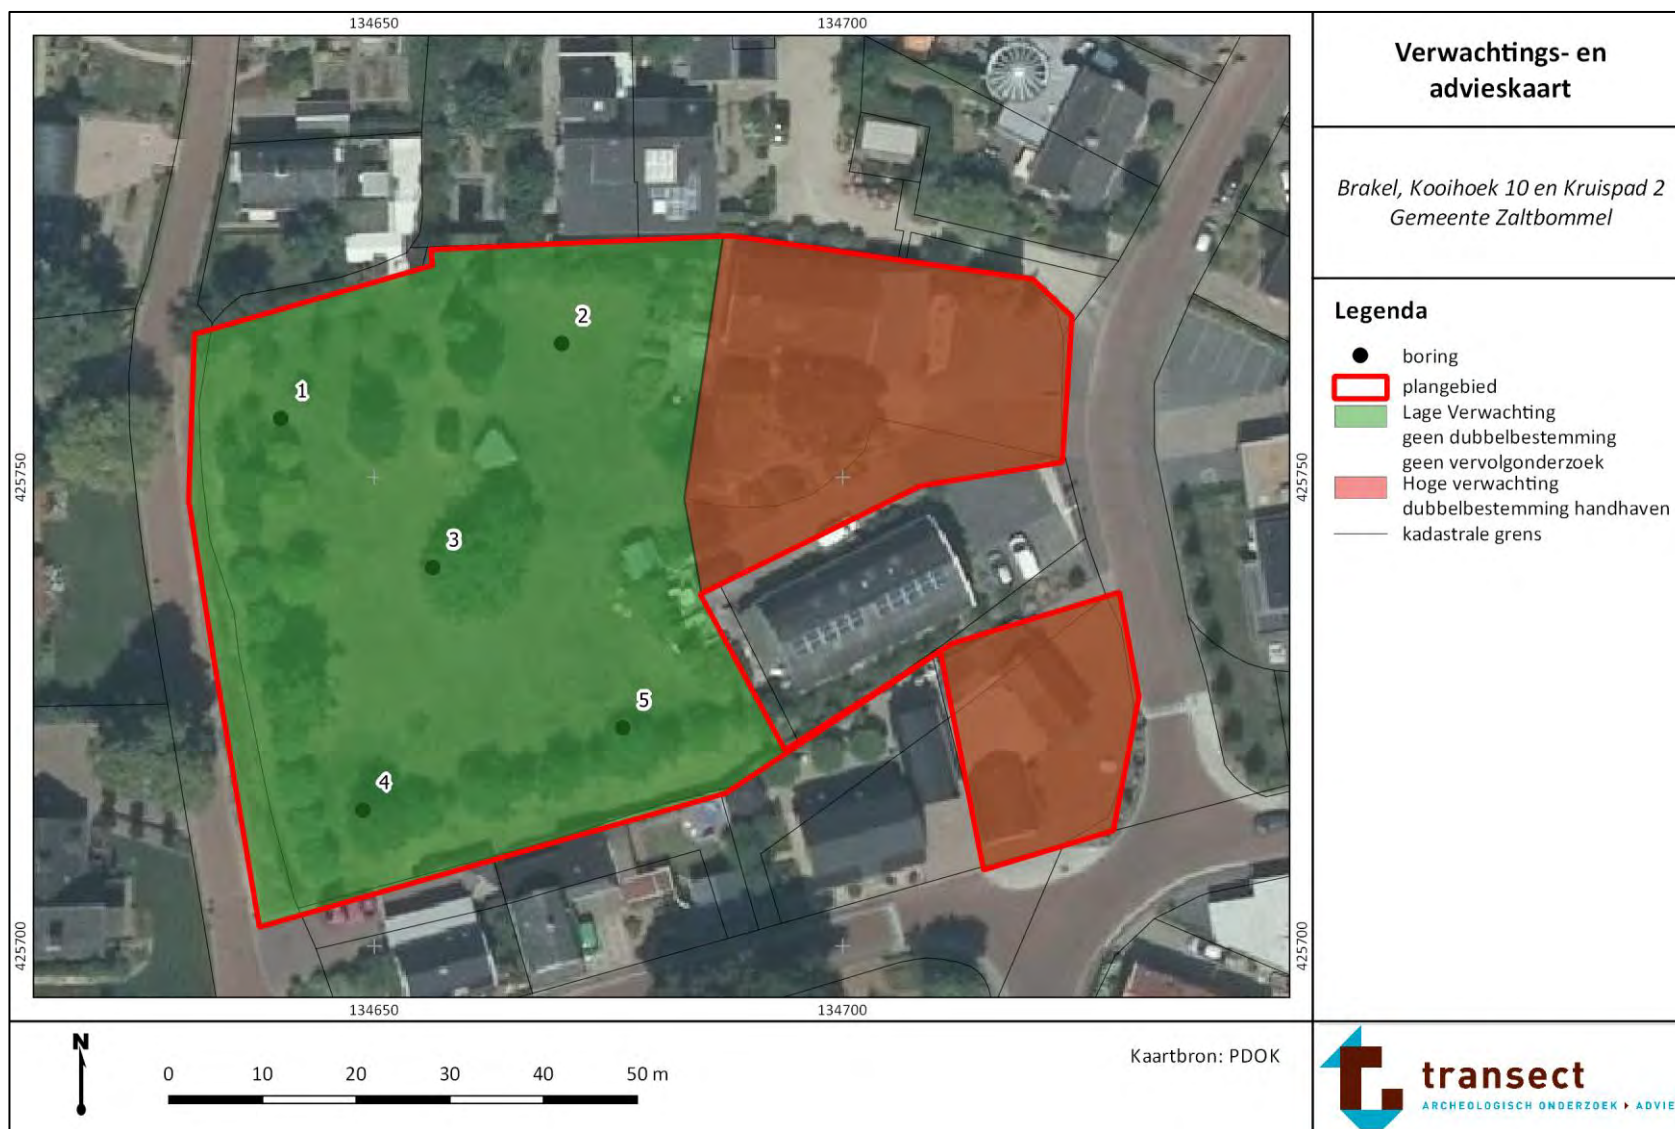 134650
134700
Verwachtings- en
advieskaart
Brakel, Kooihoek 10 en Kruispad 2
Gemeente Zaltbommel
Legenda
boring
plangebied
Lage Verwachting
geen dubbelbestemming
geen vervolgonderzoek
Hoge verwachting
dubbelbestemming handhaven
kadastrale grens
1
2
3
4
5
425750
425750
425700
425700
134650
134700
N
0 10 20 30 40 50 m
Kaartbron: PDOK
transect
ARCHEOLOGISCH ONDERZOEK ▸ ADVIE